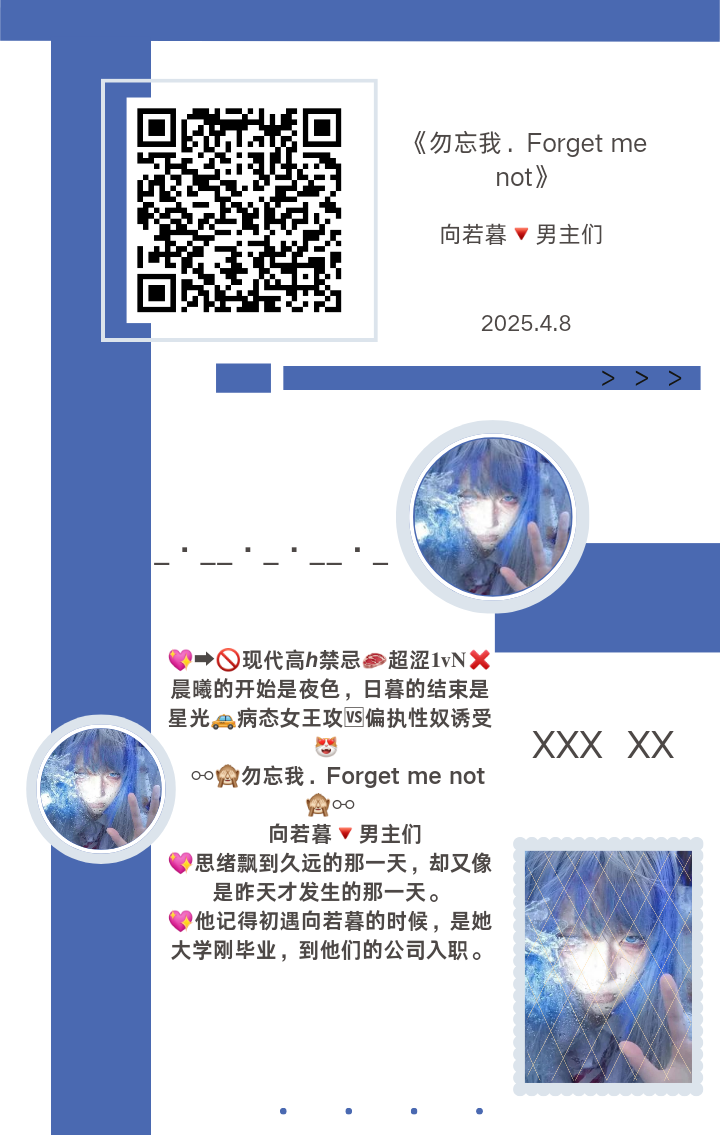 《勿忘我．Forget me
not》
向若暮🔻男主们
2025.4.8
> > >
_·__·_·__·_
💖➡🚫现代高h禁忌🥩超涩1vN❌
晨曦的开始是夜色，日暮的结束是
星光🚖病态女王攻🆚偏执性奴诱受
😻
⚯🙈勿忘我．Forget me not
🙈⚯
向若暮🔻男主们
💖思绪飘到久远的那一天，却又像
是昨天才发生的那一天。
💖他记得初遇向若暮的时候，是她
大学刚毕业，到他们的公司入职。
XXX XX